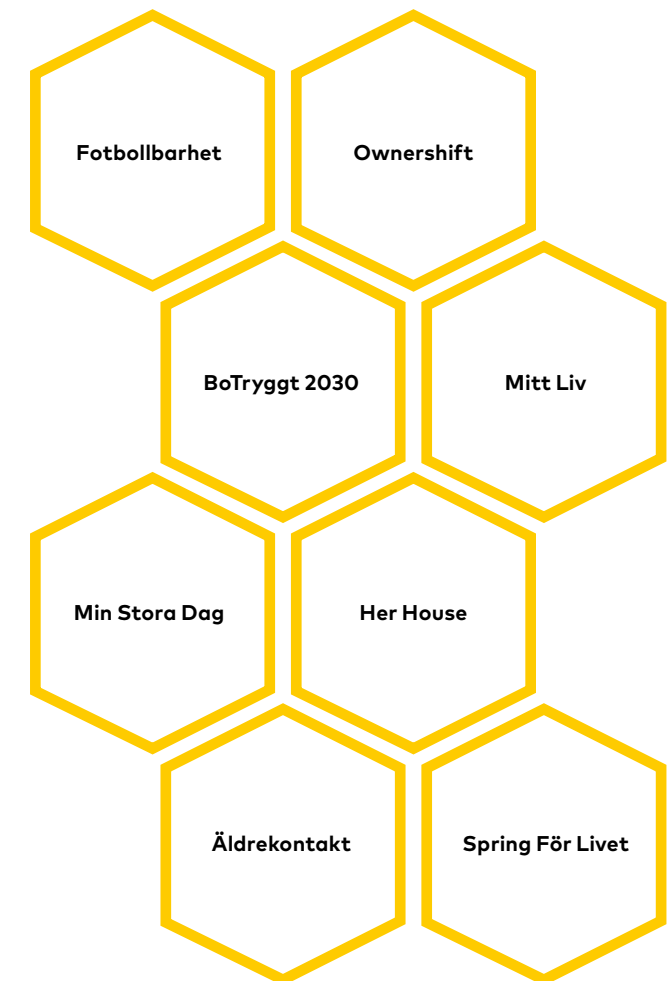 Fotbollbarhet
Ownershift
BoTryggt 2030
Mitt Liv
Min Stora Dag
Her House
Äldrekontakt
Spring För Livet